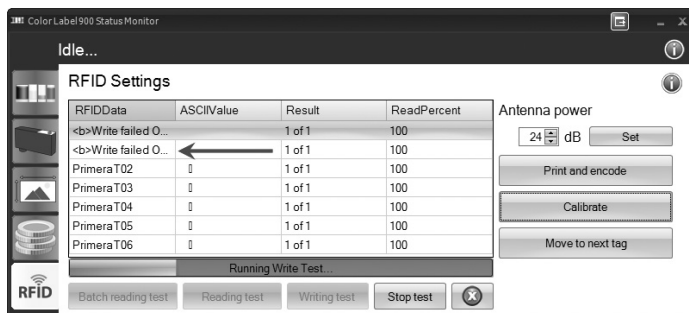 Color Label 900 Status Monitor
Idle...
RFID Settings
RFIDData ASCIIValue Result ReadPercent
<b>Write failed O... 1 of 1 100
<b>Write failed O... 1 of 1 100
PrimeraT02 1 of 1 100
PrimeraT03 1 of 1 100
PrimeraT04 1 of 1 100
PrimeraT05 1 of 1 100
PrimeraT06 1 of 1 100
Antenna power
24 dB Set
Print and encode
Calibrate
Move to next tag
Running Write Test...
RFID
Batch reading test Reading test Writing test Stop test